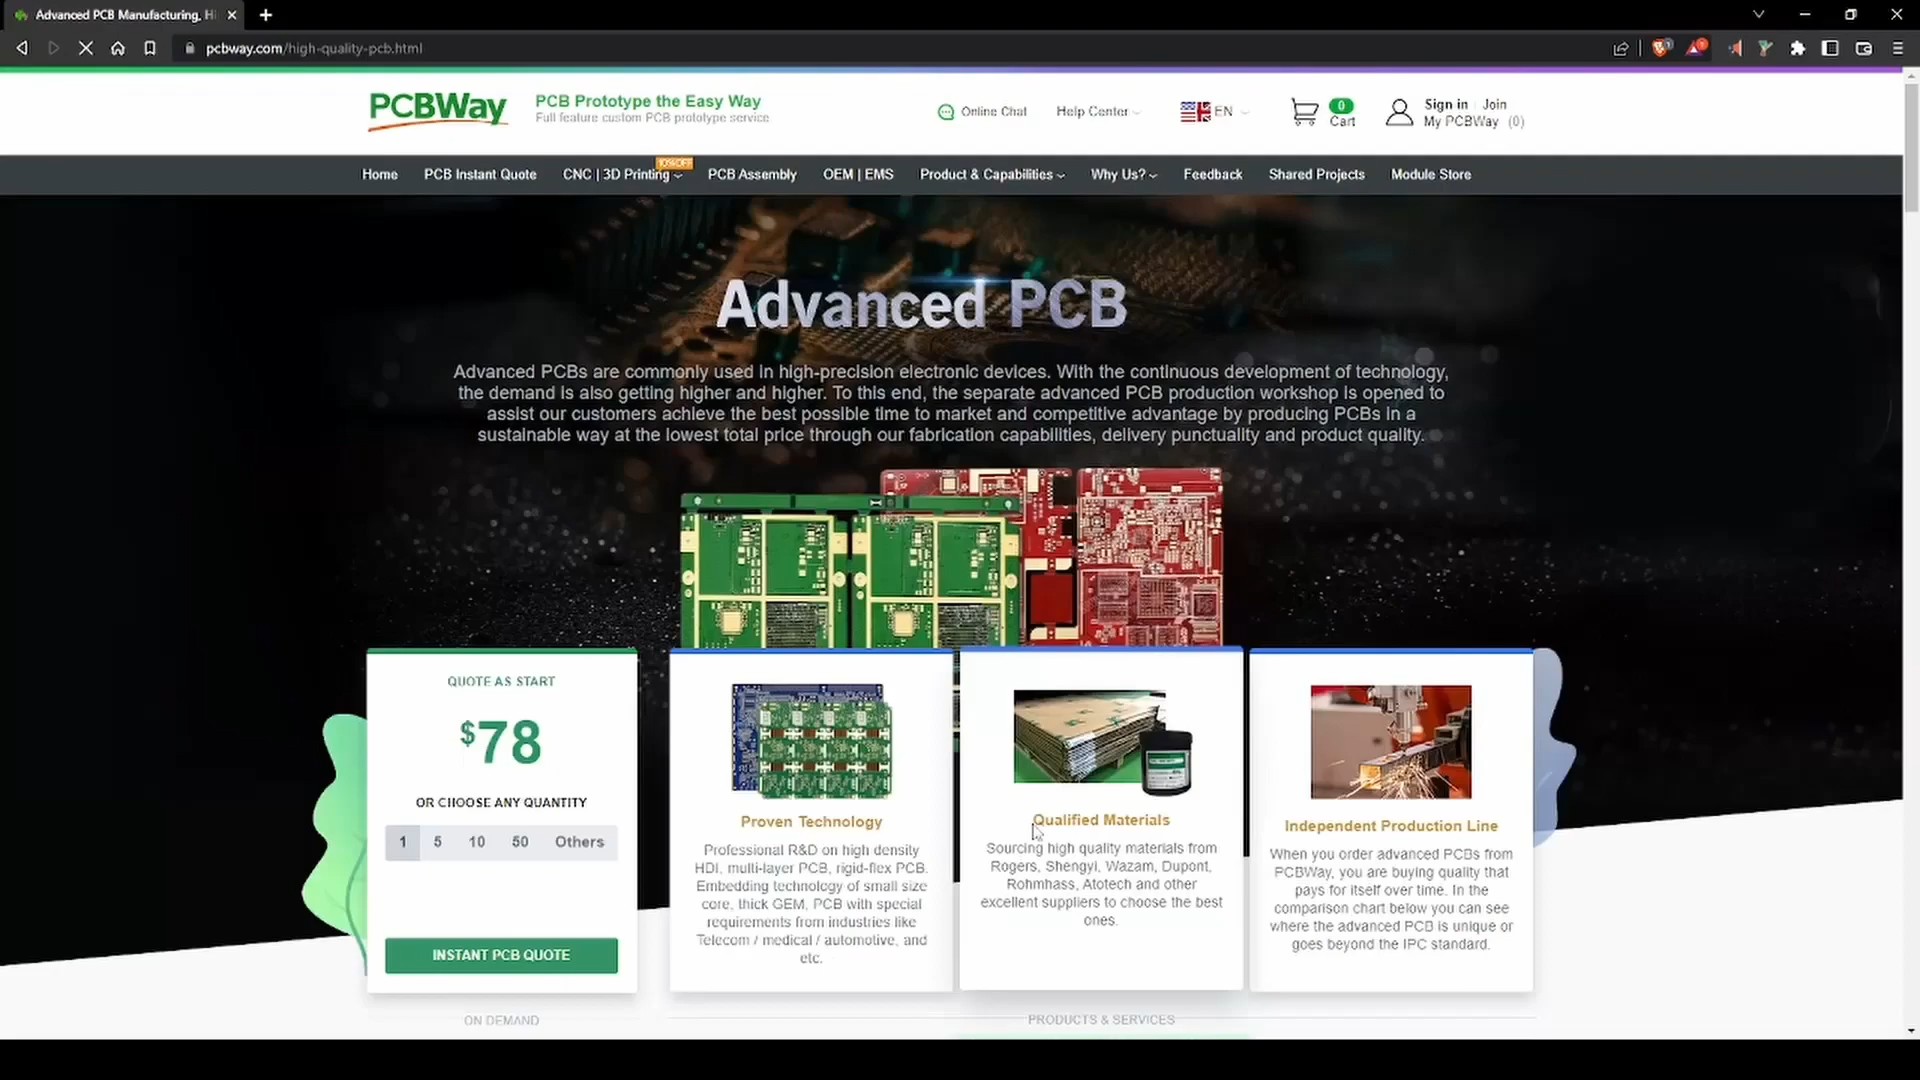 Advanced PCB Manufacturing, H
pcbway.com/high-quality-pcb.html
PCBWay
PCB Prototype the Easy Way
Full feature custom PCB prototype service
Online Chat
Help Center
EN
0
Cart
Sign in
Join
My PCBWay (0)
Home
PCB Instant Quote
CNC | 3D Printing
10%OFF
PCB Assembly
OEM | EMS
Product & Capabilities
Why Us?
Feedback
Shared Projects
Module Store
Advanced PCB
Advanced PCBs are commonly used in high-precision electronic devices. With the continuous development of technology,
the demand is also getting higher and higher. To this end, the separate advanced PCB production workshop is opened to
assist our customers achieve the best possible time to market and competitive advantage by producing PCBs in a
sustainable way at the lowest total price through our fabrication capabilities, delivery punctuality and product quality.
QUOTE AS START
$78
OR CHOOSE ANY QUANTITY
1 5 10 50 Others
INSTANT PCB QUOTE
ON DEMAND
Proven Technology
Professional R&D on high density
HDI, multi-layer PCB, rigid-flex PCB.
Embedding technology of small size
core, thick GEM, PCB with special
requirements from industries like
Telecom / medical / automotive, and
etc.
Qualified Materials
Sourcing high quality materials from
Rogers, Shengyi, Wazam, Dupont,
Rohmhass, Atotech and other
excellent suppliers to choose the best
ones.
Independent Production Line
When you order advanced PCBs from
PCBWay, you are buying quality that
pays for itself over time. In the
comparison chart below you can see
where the advanced PCB is unique or
goes beyond the IPC standard.
PRODUCTS & SERVICES